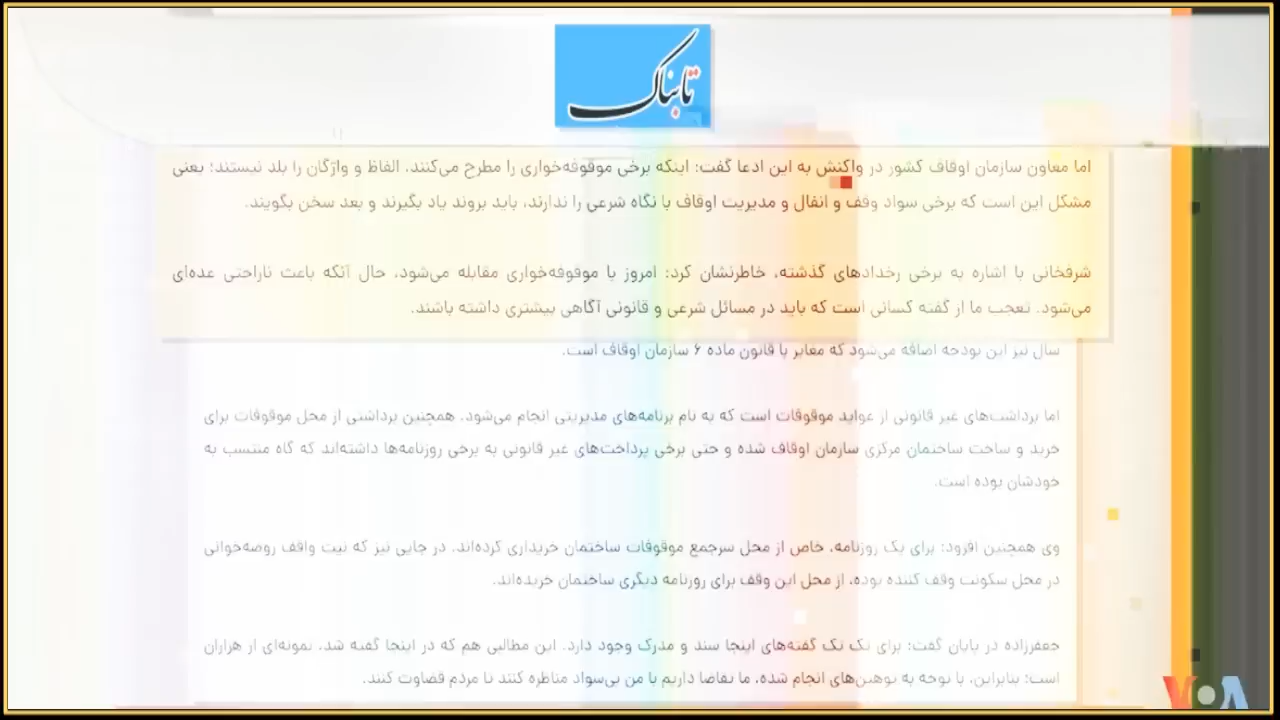 تابناک
اما معاون سازمان اوقاف کشور در واکنش به این ادعا گفت: اینکه برخی موقوفه‌خواری را مطرح می‌کنند، الفاظ و واژگان را بلد نیستند؛ یعنی
مشکل این است که برخی سواد وقف و انفال و مدیریت اوقاف با نگاه شرعی را ندارند، باید بروند یاد بگیرند و بعد سخن بگویند.
شرفخانی با اشاره به برخی رخدادهای گذشته، خاطرنشان کرد: امروز با موقوفه‌خواری مقابله می‌شود، حال آنکه باعث ناراحتی عده‌ای
می‌شود. تعجب ما از گفته کسانی است که باید در مسائل شرعی و قانونی آگاهی بیشتری داشته باشند.
سال نیز این بودجه اضافه می‌شود که مغایر با قانون ماده ۶ سازمان اوقاف است.
اما برداشت‌های غیر قانونی از عواید موقوفات است که به نام برنامه‌های مدیریتی انجام می‌شود. همچنین برداشتی از محل موقوفات برای
خرید و ساخت ساختمان مرکزی سازمان اوقاف شده و حتی برخی پرداخت‌های غیر قانونی به برخی روزنامه‌ها داشته‌اند که گاه منتسب به
خودشان بوده است.
وی همچنین افزود: برای یک روزنامه، خاص از محل سرجمع موقوفات ساختمان خریداری کرده‌اند. در جایی نیز که نیت واقف روضه‌خوانی
در محل سکونت وقف کننده بوده، از محل این وقف برای روزنامه دیگری ساختمان خریده‌اند.
جعفرزاده در پایان گفت: برای تک تک گفته‌های اینجا سند و مدرک وجود دارد. این مطالبی هم که در اینجا گفته شد، نمونه‌ای از هزاران
است؛ بنابراین، با توجه به توهین‌های انجام شده، ما تقاضا داریم با من بی‌سواد مناظره کنند تا مردم قضاوت کنند.
VOA